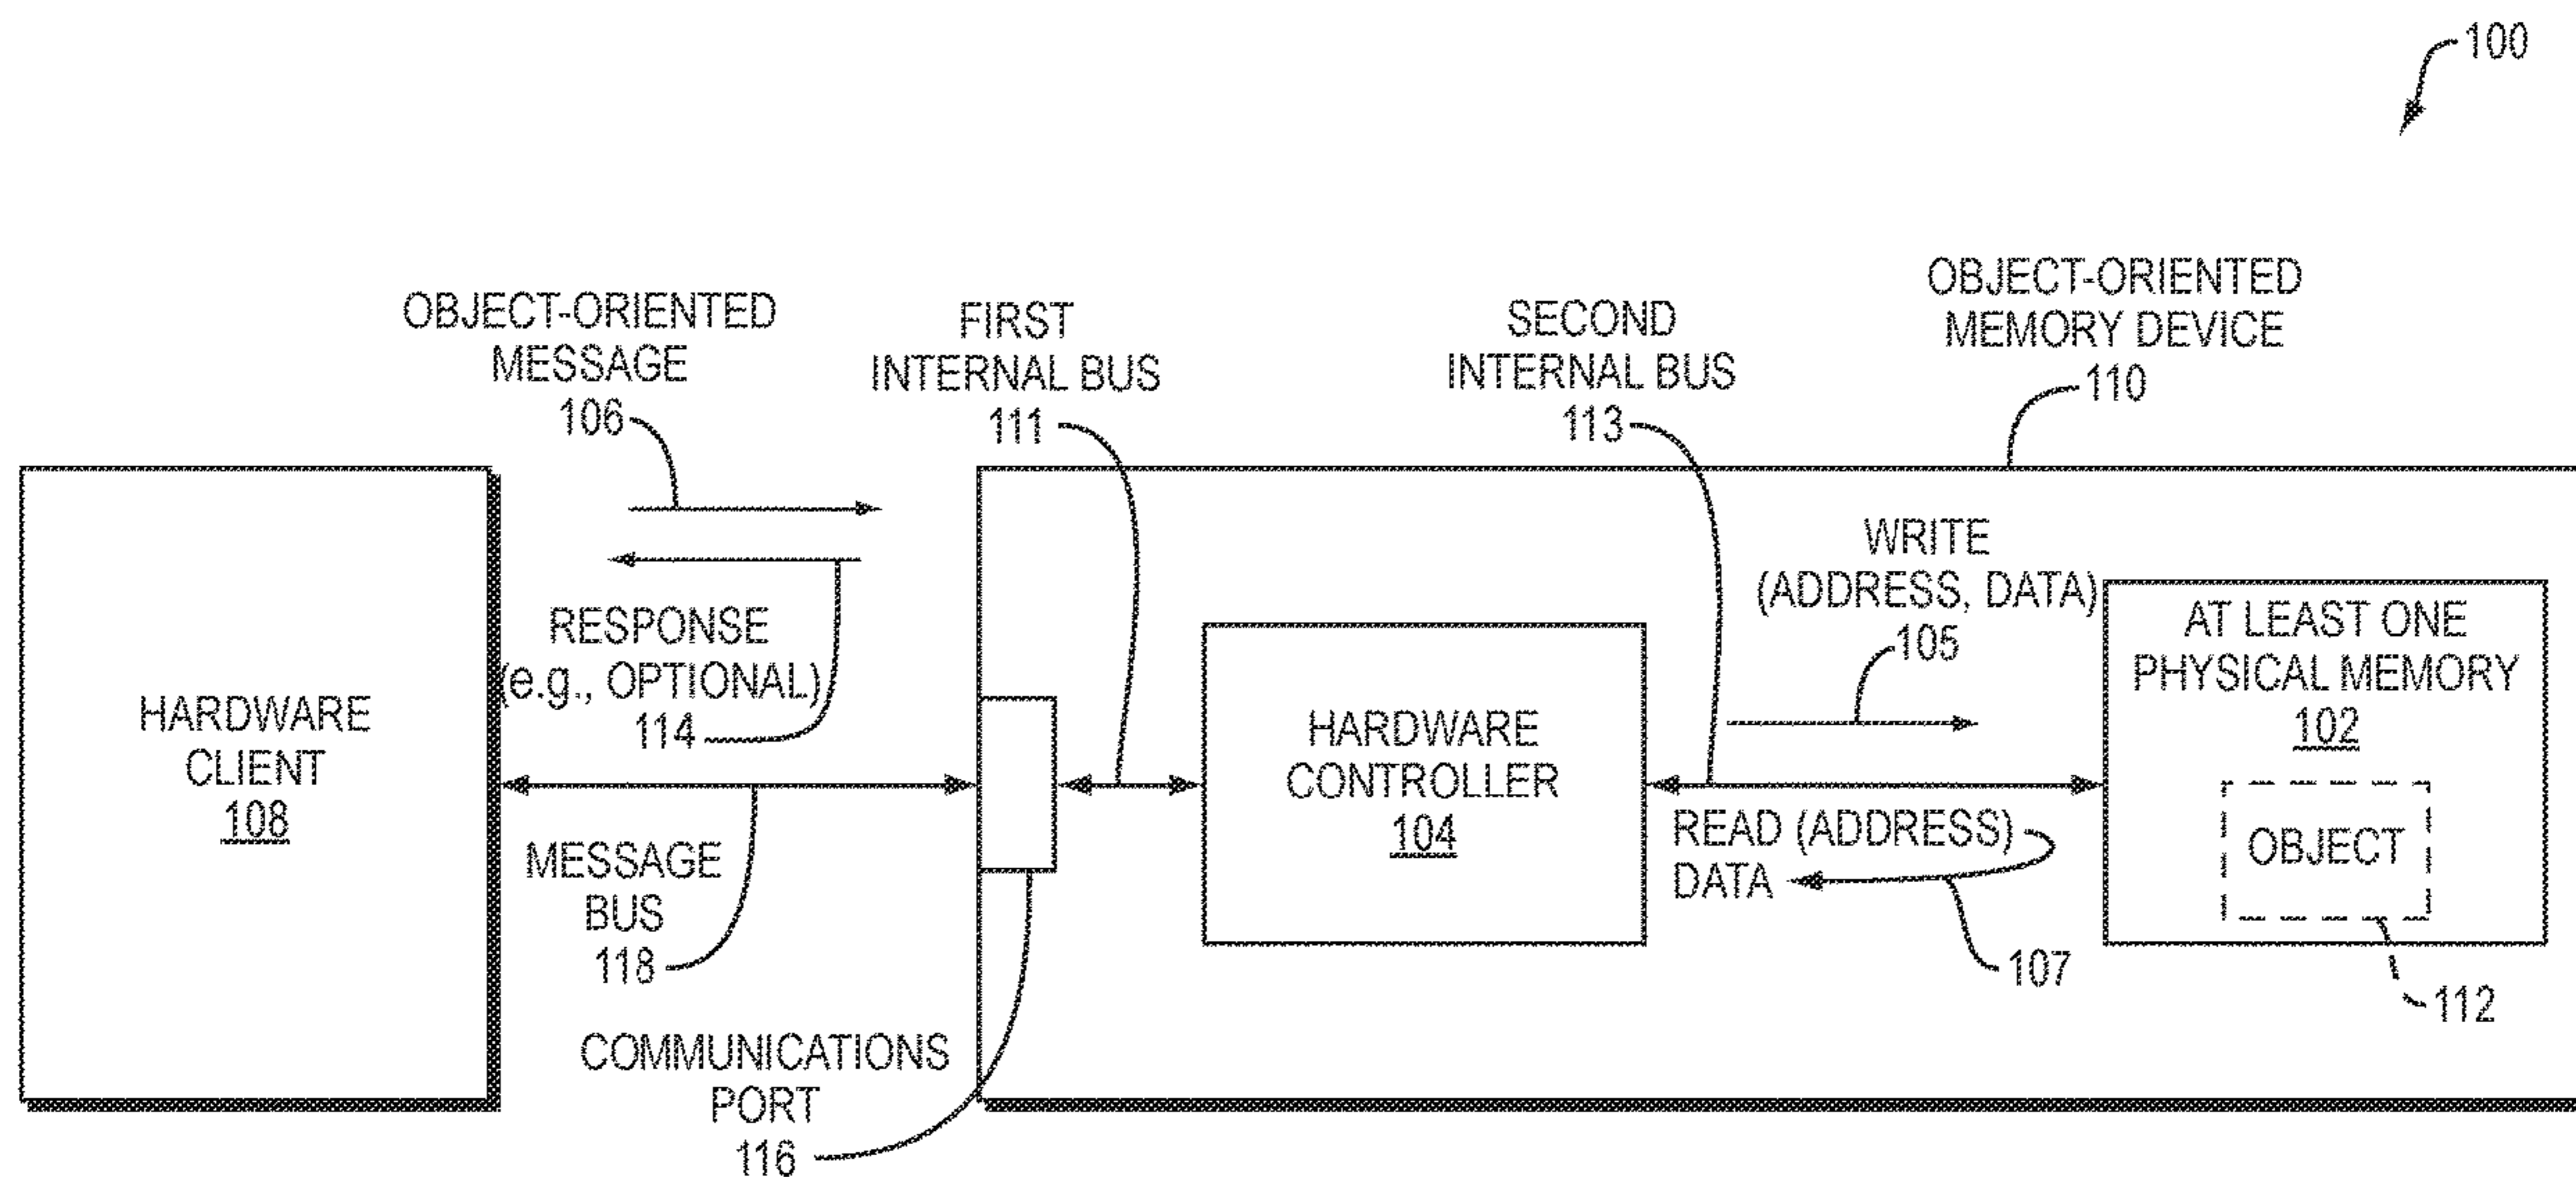 100
OBJECT-ORIENTED
MESSAGE
106
FIRST
INTERNAL BUS
111
SECOND
INTERNAL BUS
113
OBJECT-ORIENTED
MEMORY DEVICE
110
HARDWARE
CLIENT
108
RESPONSE
(e.g., OPTIONAL)
114
MESSAGE
BUS
118
COMMUNICATIONS
PORT
116
HARDWARE
CONTROLLER
104
WRITE
(ADDRESS, DATA)
105
READ (ADDRESS)
DATA
107
AT LEAST ONE
PHYSICAL MEMORY
102
OBJECT
112